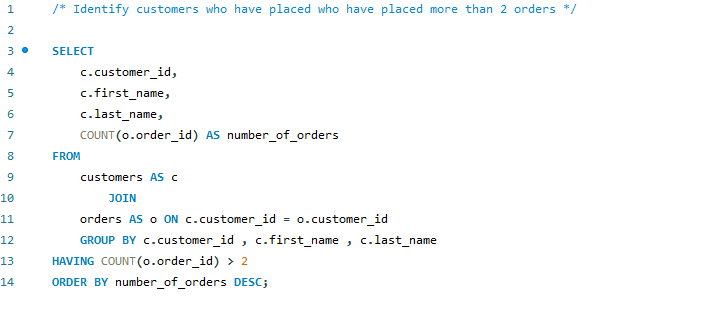 1 /* Identify customers who have placed who have placed more than 2 orders */
2
3 SELECT
4 c.customer_id,
5 c.first_name,
6 c.last_name,
7 COUNT(o.order_id) AS number_of_orders
8 FROM
9 customers AS c
10 JOIN
11 orders AS o ON c.customer_id = o.customer_id
12 GROUP BY c.customer_id , c.first_name , c.last_name
13 HAVING COUNT(o.order_id) > 2
14 ORDER BY number_of_orders DESC;